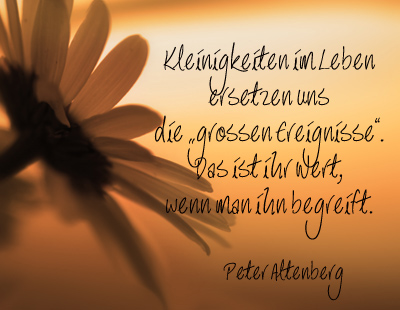 Kleinigkeiten im Leben
ersetzen uns
die „grossen Ereignisse“.
Das ist ihr Wert,
wenn man ihn begreift.
Peter Altenberg